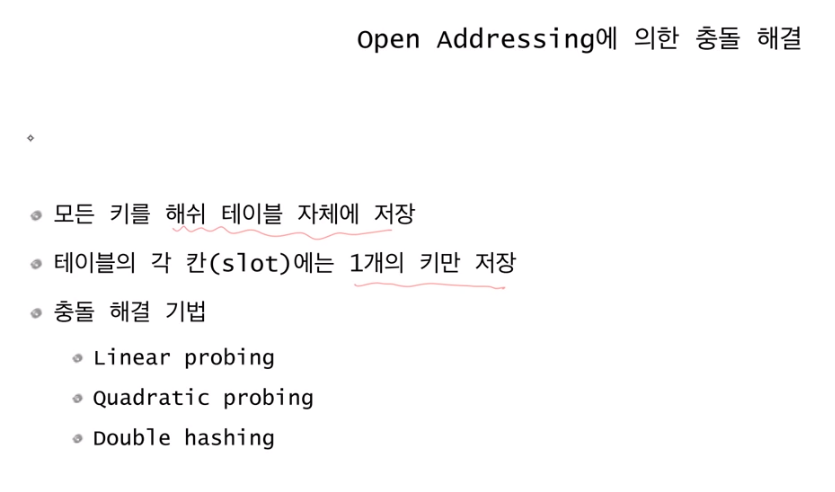 Open Addressing에 의한 충돌 해결
모든 키를 해쉬 테이블 자체에 저장
테이블의 각 칸(slot)에는 1개의 키만 저장
충돌 해결 기법
Linear probing
Quadratic probing
Double hashing